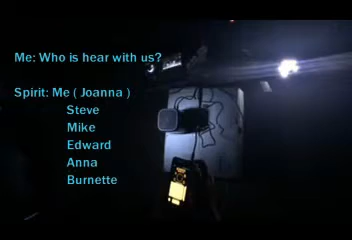 Me: Who is hear with us?
Spirit: Me ( Joanna )
Steve
Mike
Edward
Anna
Burnette